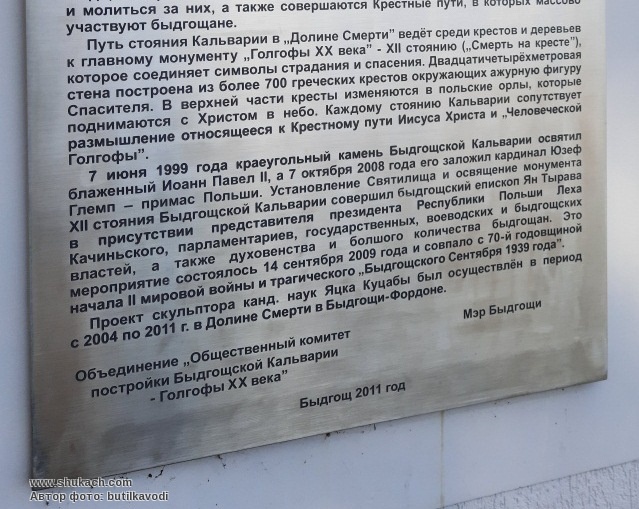 и молиться за них, а также совершаются Крестные пути, в которых массово
участвуют быдгощане.
Путь стояния Кальварии в „Долине Смерти” ведёт среди крестов и деревьев
к главному монументу „Голгофы XX века” - XII стоянию („Смерть на кресте”),
которое соединяет символы страдания и спасения. Двадцатичетырёхметровая
стена построена из более 700 греческих крестов окружающих ажурную фигуру
Спасителя. В верхней части кресты изменяются в польские орлы, которые
поднимаются с Христом в небо. Каждому стоянию Кальварии сопутствует
размышление относящееся к Крестному пути Иисуса Христа и „Человеческой
Голгофы”.
7 июня 1999 года краеугольный камень Быдгощской Кальварии освятил
блаженный Иоанн Павел II, а 7 октября 2008 года его заложил кардинал Юзеф
Глемп – примас Польши. Установление Святилища и освящение монумента
XII стояния Быдгощской Кальварии совершил быдгощский епископ Ян Тырава
в присутствии представителя президента Республики Польши Леха
Качиньского, парламентариев, государственных, воеводских и быдгощских
властей, а также духовенства и болшого количества быдгощан. Это
мероприятие состоялось 14 сентября 2009 года и совпало с 70-й годовщиной
начала II мировой войны и трагического „Быдгощского Сентября 1939 года”.
Проект скульптора канд. наук Яцка Куцабы был осуществлён в период
с 2004 по 2011 г. в Долине Смерти в Быдгощи-Фордоне.
Мэр Быдгощи
Объединение „Общественный комитет
постройки Быдгощской Кальварии
- Голгофы XX века”
Быдгощ 2011 год
www.shukach.com
Автор фото: butilkavodi